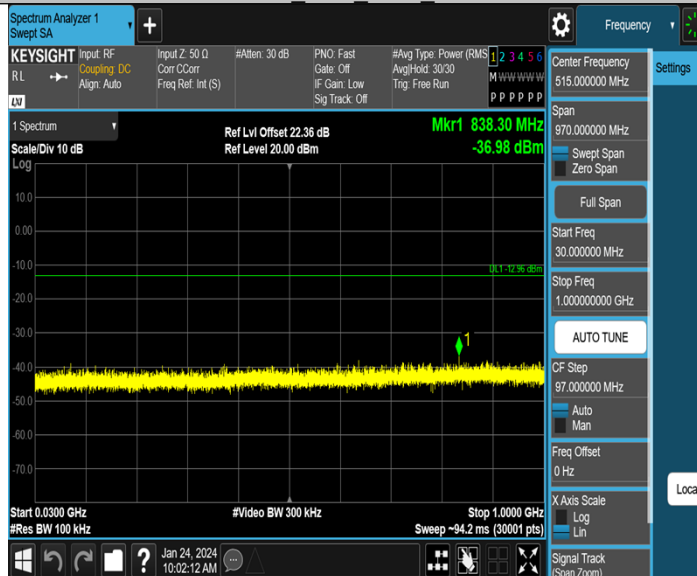 Spectrum Analyzer 1
Swept SA
Frequency
KEYSIGHT
RL
LXI
Input: RF
Coupling: DC
Align: Auto
Input Z: 50 Ω
Corr CCorr
Freq Ref: Int (S)
#Atten: 30 dB
PNO: Fast
Gate: Off
IF Gain: Low
Sig Track: Off
#Avg Type: Power (RMS
Avg|Hold: 30/30
Trig: Free Run
1 2 3 4 5 6
M W W W W W
P P P P P P
1 Spectrum
Scale/Div 10 dB
Log
Ref Lvl Offset 22.36 dB
Ref Level 20.00 dBm
Mkr1 838.30 MHz
-36.98 dBm
10.0
0.00
-10.0
DL1 -12.96 dBm
-20.0
-30.0
1
-40.0
-50.0
-60.0
-70.0
Start 0.0300 GHz
#Res BW 100 kHz
#Video BW 300 kHz
Stop 1.0000 GHz
Sweep ~94.2 ms (30001 pts)
?
Jan 24, 2024
10:02:12 AM
Center Frequency
515.000000 MHz
Span
970.000000 MHz
Swept Span
Zero Span
Full Span
Start Freq
30.000000 MHz
Stop Freq
1.000000000 GHz
AUTO TUNE
CF Step
97.000000 MHz
Auto
Man
Freq Offset
0 Hz
X Axis Scale
Log
Lin
Signal Track
(Span Zoom)
Settings
Loca